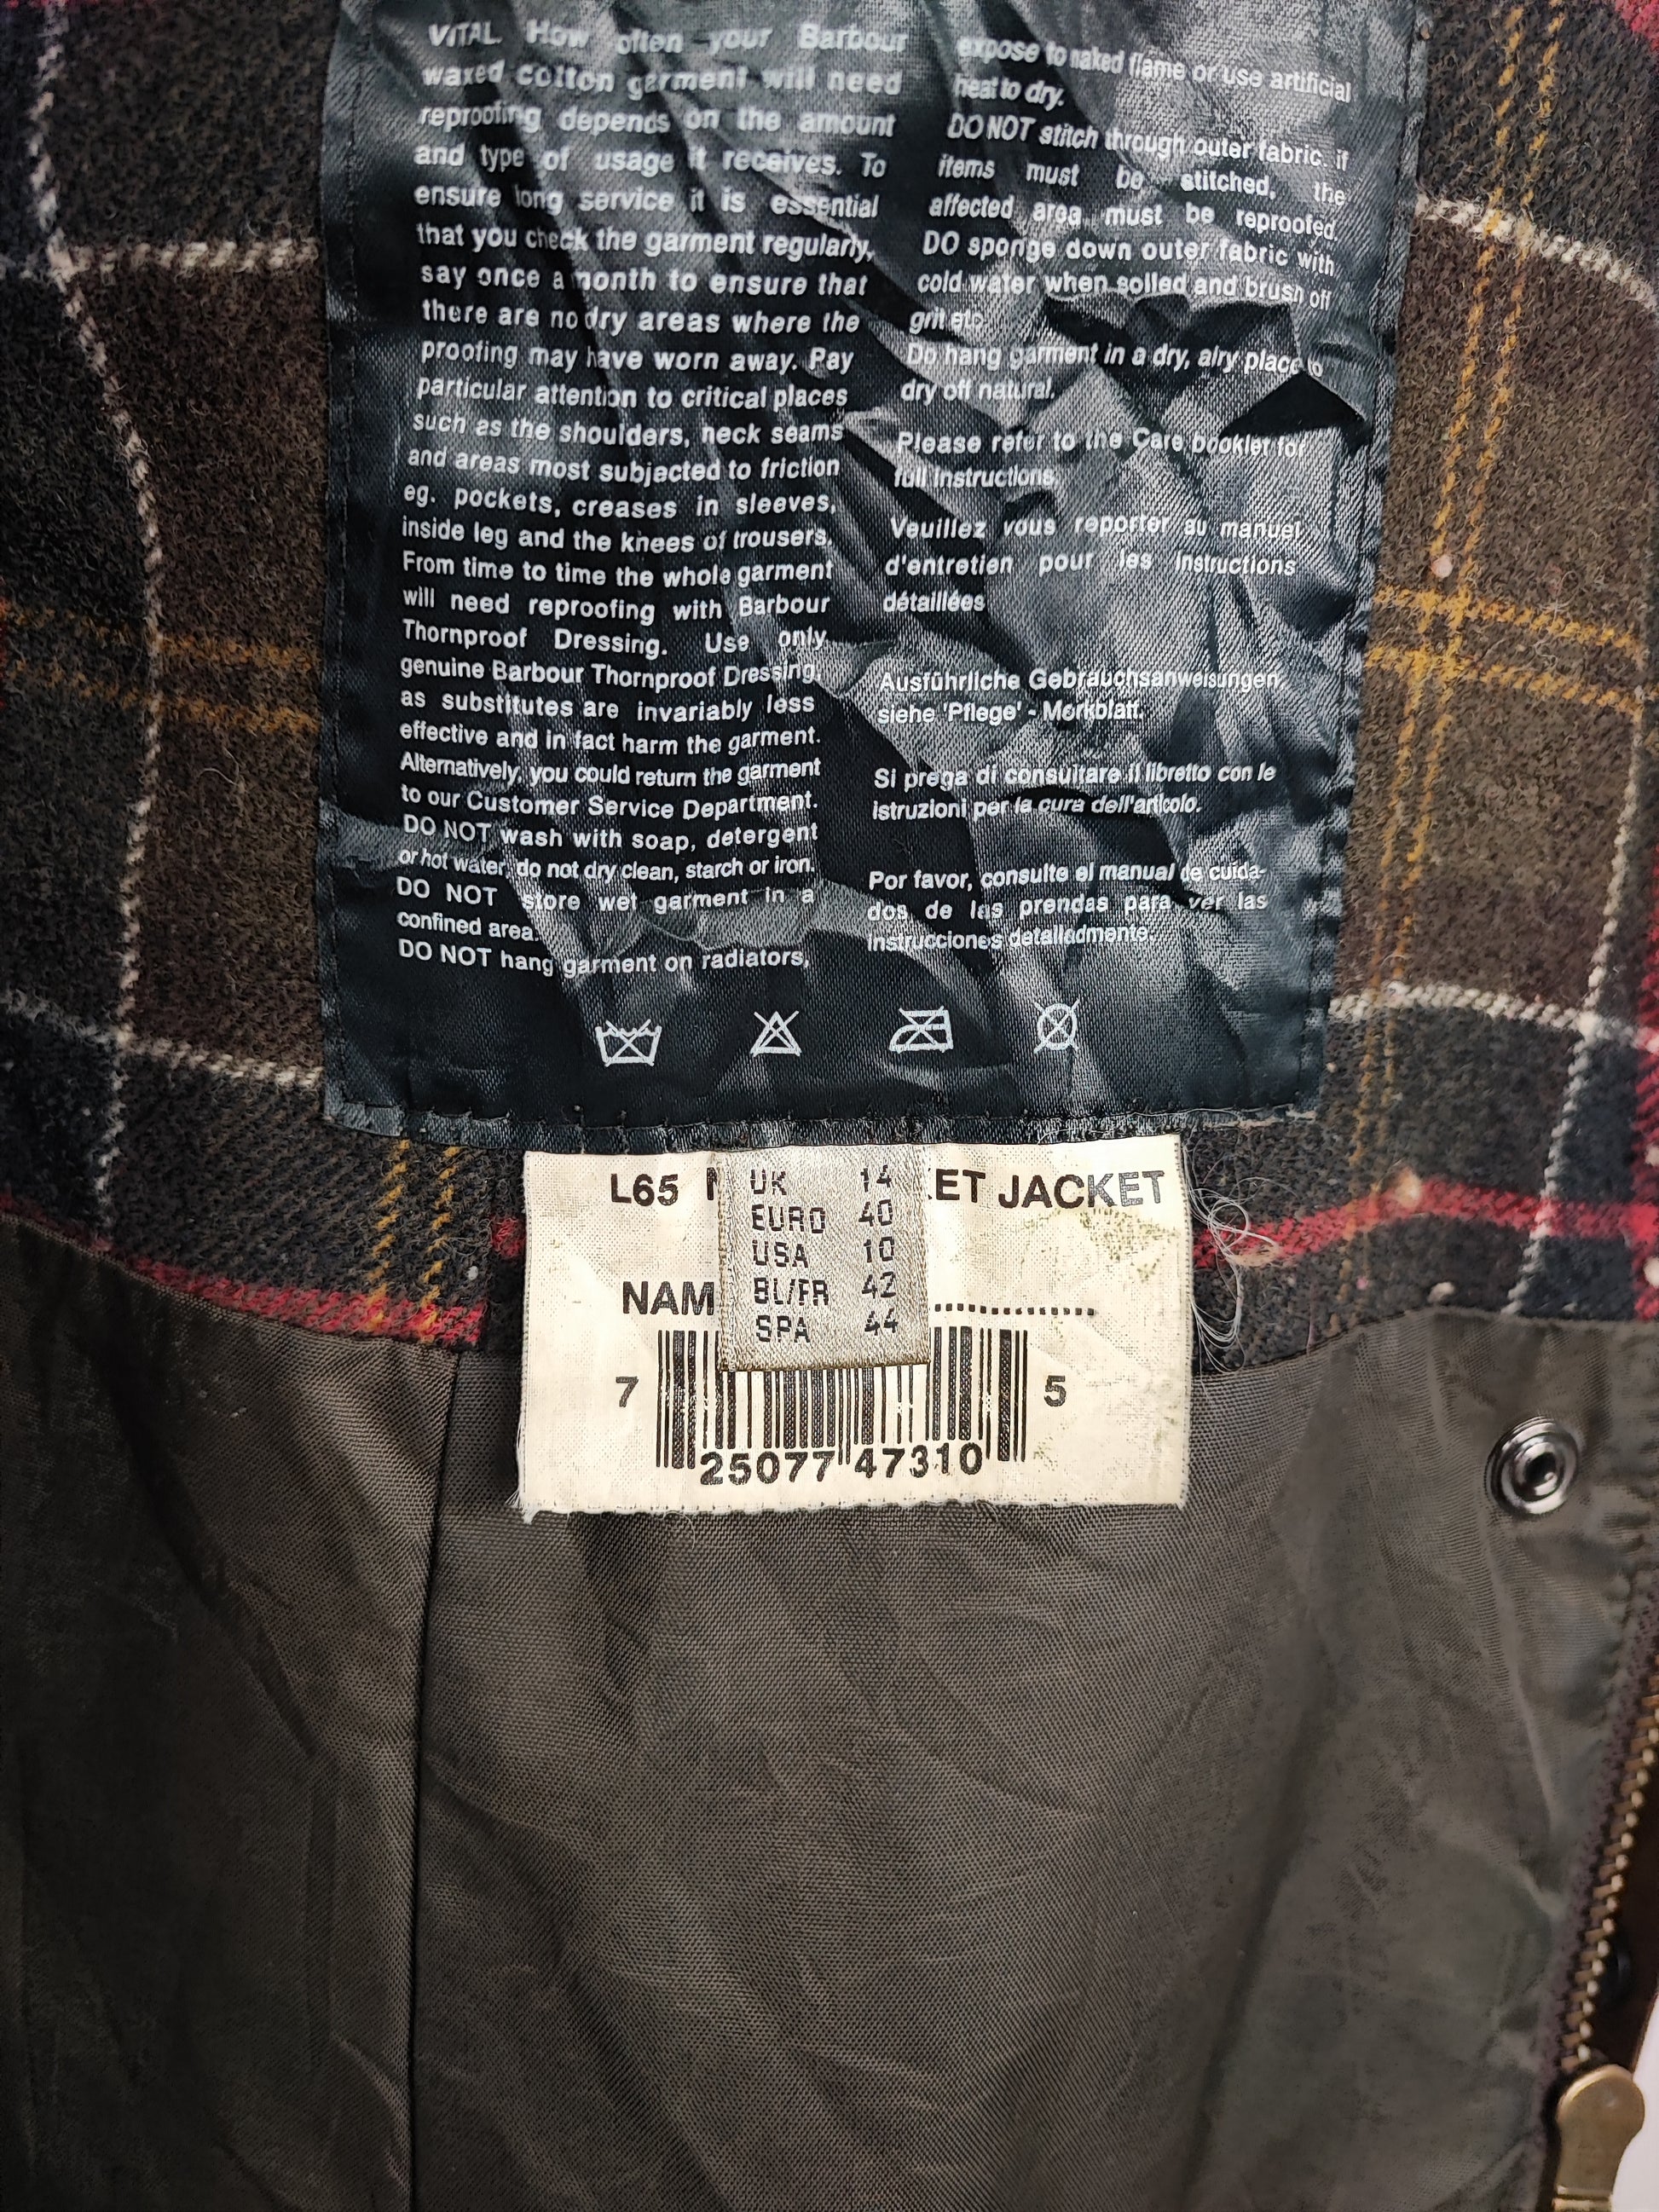 VITAL How often your Barbour
waxed cotton garment will need
reproofing depends on the amount
and type of usage it receives. To
ensure long service it is essential
that you check the garment regularly,
say once a month to ensure that
there are no dry areas where the
proofing may have worn away. Pay
particular attention to critical places
such as the shoulders, neck seams
and areas most subjected to friction
eg. pockets, creases in sleeves,
inside leg and the knees of trousers.
From time to time the whole garment
will need reproofing with Barbour
Thornproof Dressing. Use only
genuine Barbour Thornproof Dressing,
as substitutes are invariably less
effective and in fact harm the garment.
Alternatively, you could return the garment
to our Customer Service Department.
DO NOT wash with soap, detergent
or hot water, do not dry clean, starch or iron.
DO NOT store wet garment in a
confined area.
DO NOT hang garment on radiators,
expose to naked flame or use artificial
heat to dry.
DO NOT stitch through outer fabric, if
items must be stitched, the
affected area must be reproofed.
DO sponge down outer fabric with
cold water when soiled and brush off
grit etc.
Do hang garment in a dry, airy place to
dry off natural.
Please refer to the Care booklet for
full instructions.
Veuillez vous reporter au manuel
d'entretien pour les instructions
détaillées
Ausführliche Gebrauchsanweisungen,
siehe 'Pflege' - Merkblatt.
Si prega di consultare il libretto con le
istruzioni per la cura dell'articolo.
Por favor, consulte el manual de cuida-
dos de las prendas para ver las
instrucciones detalladmente.
L65 JACKET
UK 14
EURO 40
USA 10
BL/FR 42
SPA 44
NAM
7 25077 47310 5